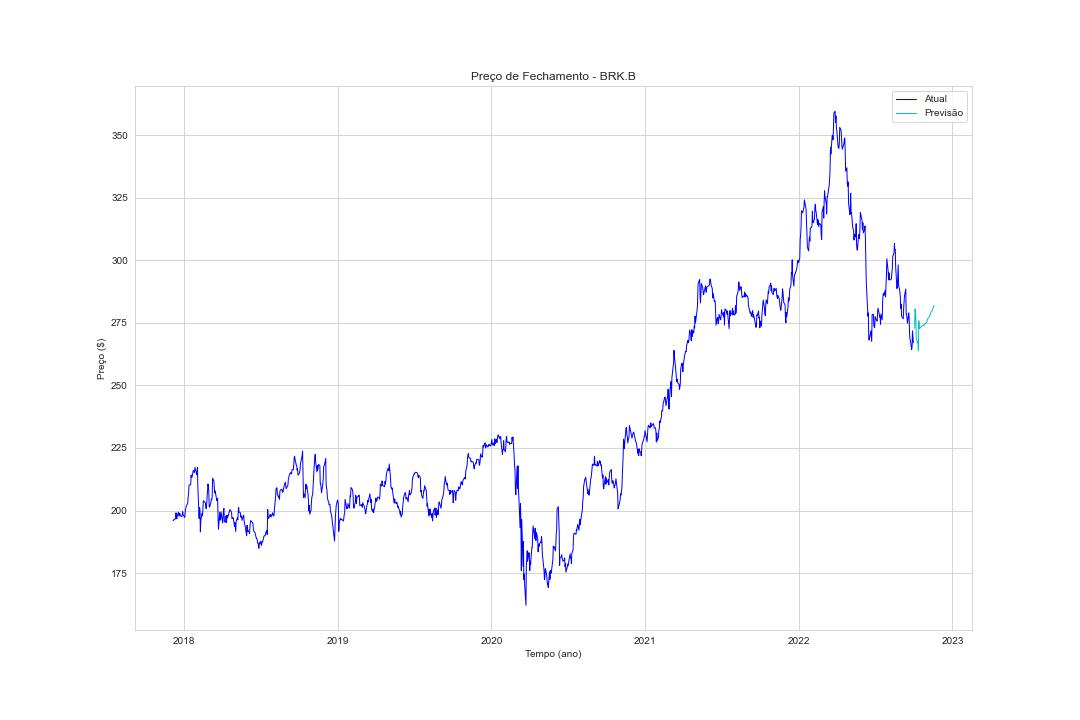 Preço de Fechamento - BRK.B
Atual
Previsão
350
325
300
275
250
225
200
175
Preço ($)
2018 2019 2020 2021 2022 2023
Tempo (ano)